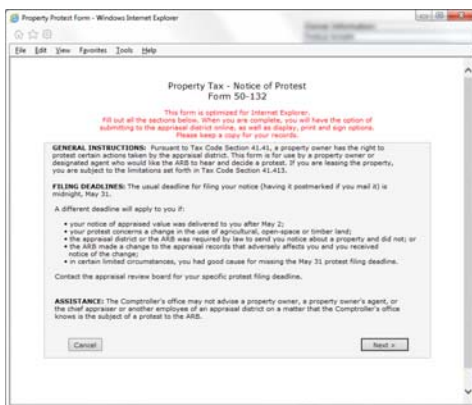 Property Protest Form - Windows Internet Explorer
File Edit View Favorites Tools Help
Property Tax - Notice of Protest
Form 50-132
This form is optimized for Internet Explorer.
Fill out all the sections below. When you are complete, you will have the option of
submitting to the appraisal district online, as well as display, print and sign options.
Please keep a copy for your records.
GENERAL INSTRUCTIONS: Pursuant to Tax Code Section 41.41, a property owner has the right to
protest certain actions taken by the appraisal district. This form is for use by a property owner or
designated agent who would like the ARB to hear and decide a protest. If you are leasing the property,
you are subject to the limitations set forth in Tax Code Section 41.413.
FILING DEADLINES: The usual deadline for filing your notice (having it postmarked if you mail it) is
midnight, May 31.
A different deadline will apply to you if:
• your notice of appraised value was delivered to you after May 2;
• your protest concerns a change in the use of agricultural, open-space or timber land;
• the appraisal district or the ARB was required by law to send you notice about a property and did not; or
• the ARB made a change to the appraisal records that adversely affects you and you received
notice of the change;
• in certain limited circumstances, you had good cause for missing the May 31 protest filing deadline.
Contact the appraisal review board for your specific protest filing deadline.
ASSISTANCE: The Comptroller's office may not advise a property owner, a property owner's agent, or
the chief appraiser or another employee of an appraisal district on a matter that the Comptroller's office
knows is the subject of a protest to the ARB.
Cancel Next »